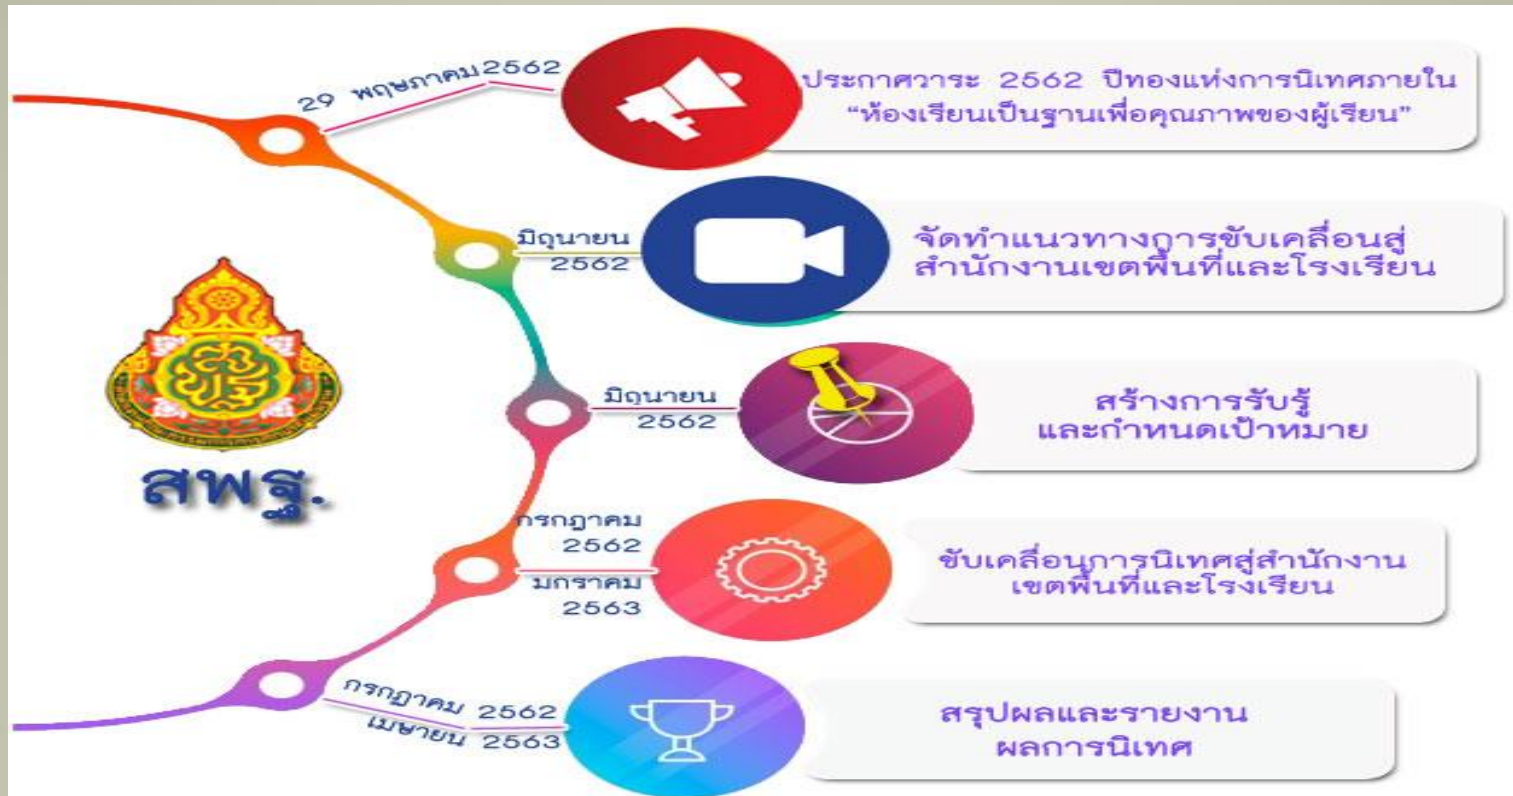 29 พฤษภาคม2562
ประกาศวาระ 2562 ปีทองแห่งการนิเทศภายใน
“ห้องเรียนเป็นฐานเพื่อคุณภาพของผู้เรียน”
มิถุนายน
2562
จัดทำแนวทางการขับเคลื่อนสู่
สำนักงานเขตพื้นที่และโรงเรียน
มิถุนายน
2562
สร้างการรับรู้
และกำหนดเป้าหมาย
สพฐ.
กรกฎาคม
2562
มกราคม
2563
ขับเคลื่อนการนิเทศสู่สำนักงาน
เขตพื้นที่และโรงเรียน
กรกฎาคม 2562
เมษายน 2563
สรุปผลและรายงาน
ผลการนิเทศ